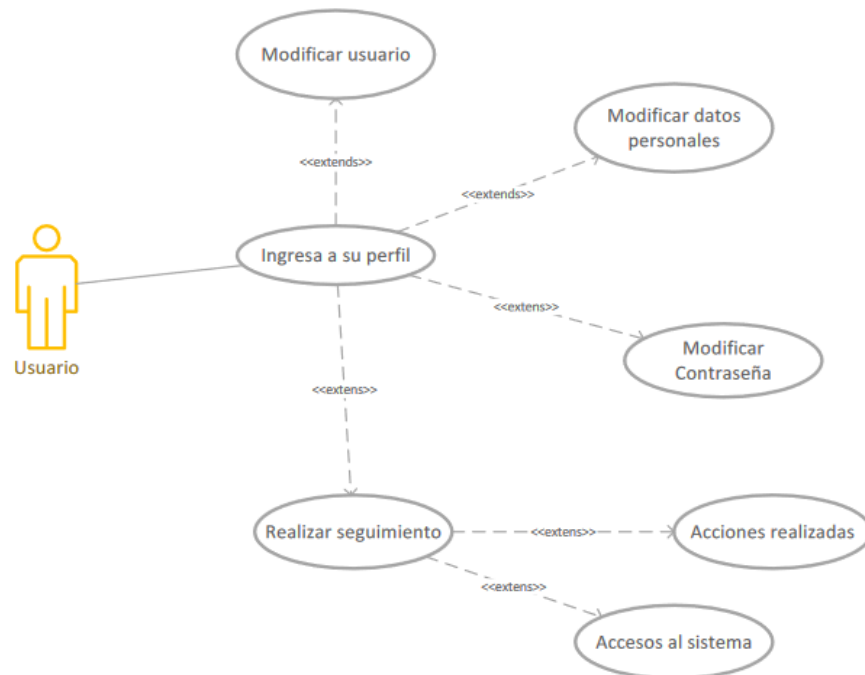 Modificar usuario
Modificar datos
personales
<<extends>>
<<extends>>
Ingresa a su perfil
<<extens>>
Modificar
Contraseña
Usuario
<<extens>>
Realizar seguimiento
<<extens>>
Acciones realizadas
<<extens>>
Accesos al sistema